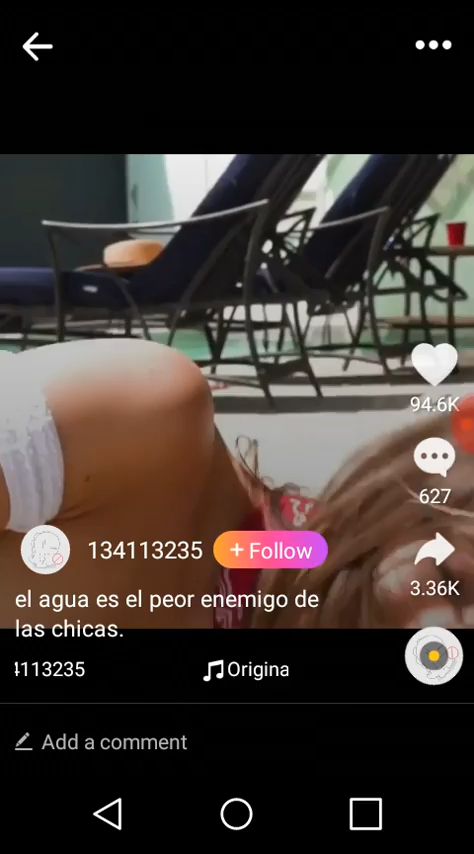 94.6K
627
134113235
+ Follow
3.36K
el agua es el peor enemigo de
las chicas.
4113235
Origina
Add a comment